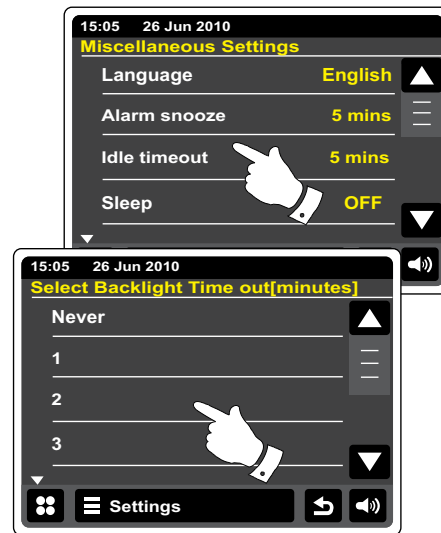 15:05 26 Jun 2010
Miscellaneous Settings
Language English
Alarm snooze 5 mins
Idle timeout 5 mins
Sleep OFF
15:05 26 Jun 2010
Select Backlight Time out[minutes]
Never
1
2
3
Settings